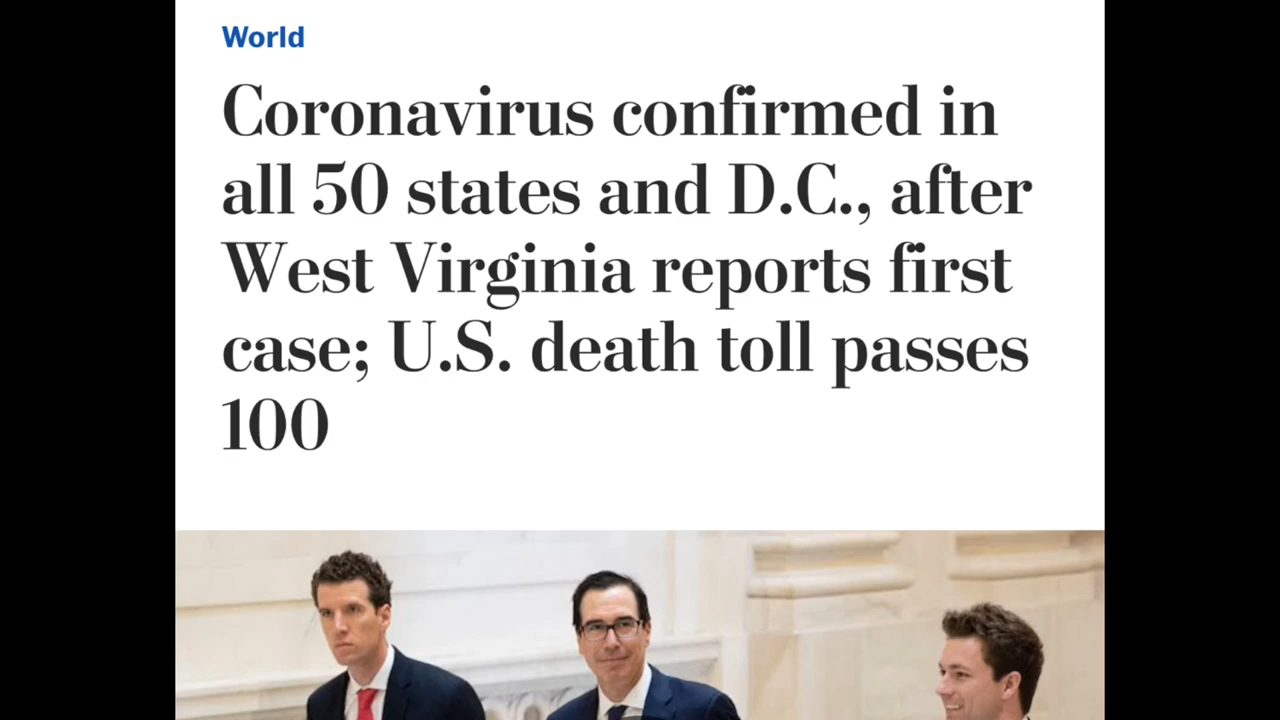 World
Coronavirus confirmed in
all 50 states and D.C., after
West Virginia reports first
case; U.S. death toll passes
100